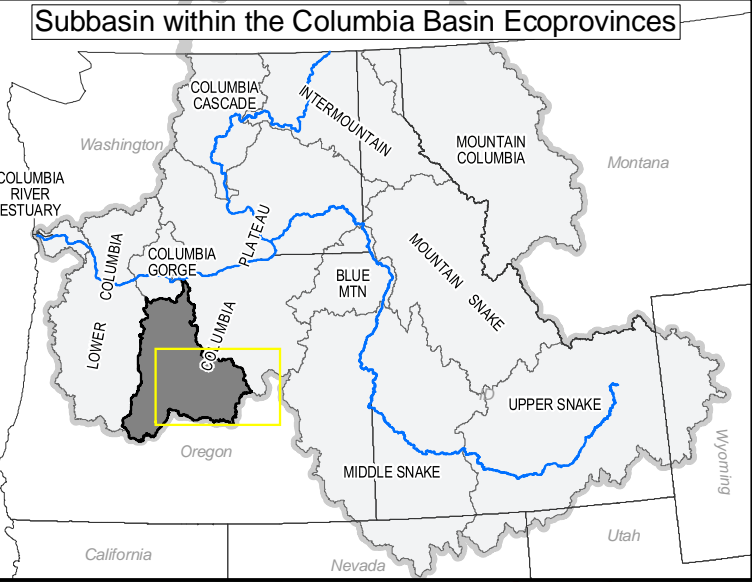 Subbasin within the Columbia Basin Ecoprovinces
COLUMBIA
CASCADE
INTERMOUNTAIN
Washington
MOUNTAIN
COLUMBIA
Montana
COLUMBIA
RIVER
ESTUARY
COLUMBIA
GORGE
PLATEAU
LOWER COLUMBIA
BLUE
MTN
MOUNTAIN SNAKE
COLUMBIA
ID
UPPER SNAKE
Oregon
MIDDLE SNAKE
Wyoming
California
Nevada
Utah